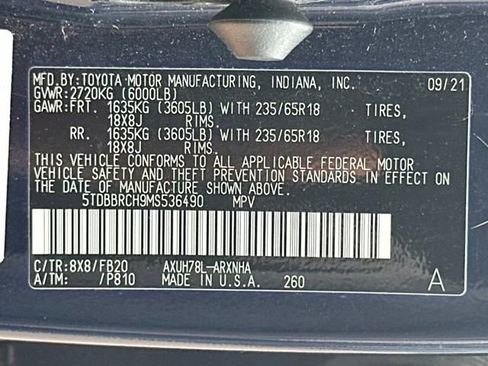 MFD.BY:TOYOTA MOTOR MANUFACTURING, INDIANA, INC. 09/21
GVWR:2720KG (6000LB)
GAWR:FRT. 1635KG (3605LB) WITH 235/65R18 TIRES,
18X8J RIMS.
RR. 1635KG (3605LB) WITH 235/65R18 TIRES,
18X8J RIMS.
THIS VEHICLE CONFORMS TO ALL APPLICABLE FEDERAL MOTOR
VEHICLE SAFETY AND THEFT PREVENTION STANDARDS IN EFFECT
ON THE DATE OF MANUFACTURE SHOWN ABOVE.
5TDBBRCH9MS536490 MPV
C/TR:8X8/FB20 AXUH78L-ARXNHA
A/TM: /P810 MADE IN U.S.A. 260 A